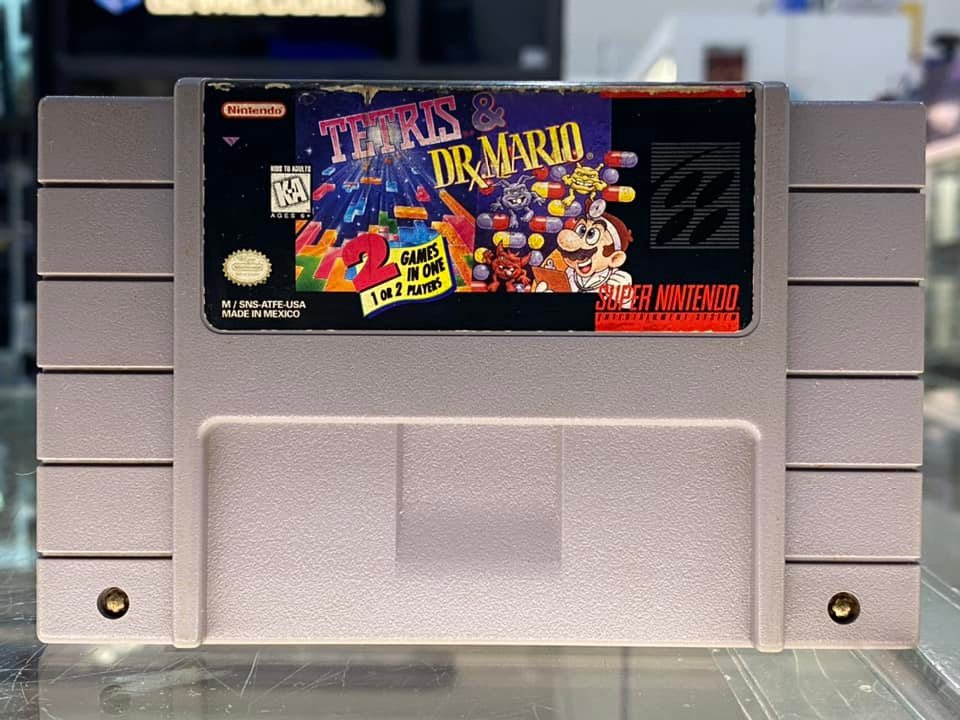 Nintendo
TETRIS &
DR. MARIO
KIDS TO ADULTS
KA
AGES 6+
2
GAMES
IN ONE
1 OR 2 PLAYERS
M / SNS-ATFE-USA
MADE IN MEXICO
SUPER NINTENDO
ENTERTAINMENT SYSTEM